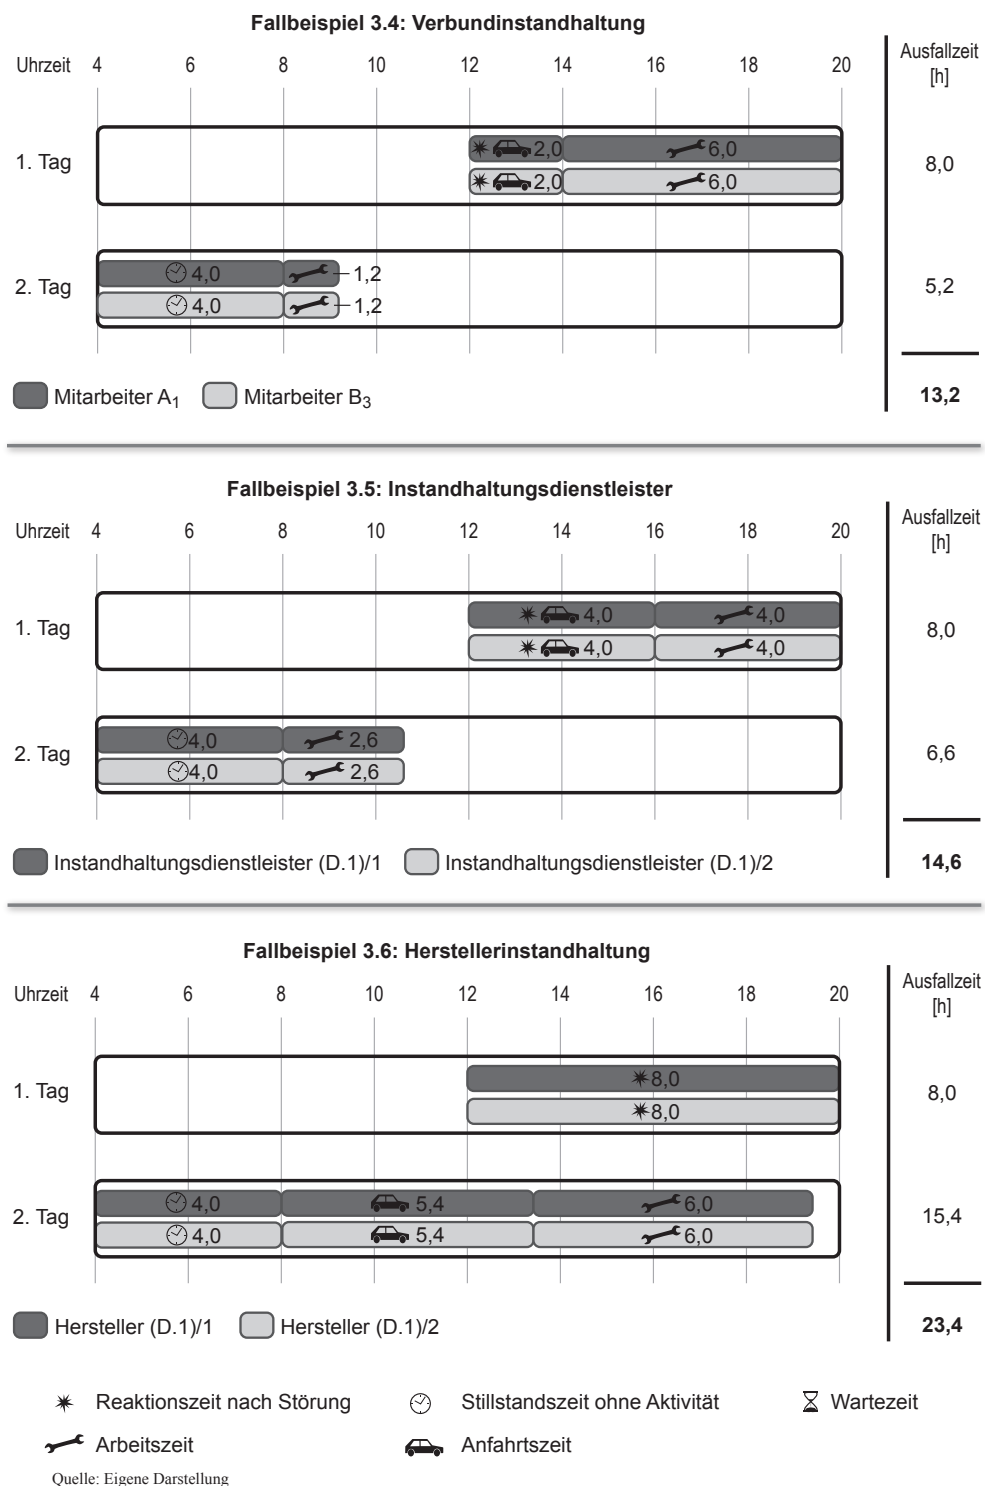 Fallbeispiel 3.4: Verbundinstandhaltung
Uhrzeit 4 6 8 10 12 14 16 18 20 Ausfallzeit [h]
1. Tag 2,0 6,0 8,0
2,0 6,0
2. Tag 4,0 1,2 5,2
4,0 1,2
Mitarbeiter A1 Mitarbeiter B3 13,2
Fallbeispiel 3.5: Instandhaltungsdienstleister
Uhrzeit 4 6 8 10 12 14 16 18 20 Ausfallzeit [h]
1. Tag 4,0 4,0 8,0
4,0 4,0
2. Tag 4,0 2,6 6,6
4,0 2,6
Instandhaltungsdienstleister (D.1)/1 Instandhaltungsdienstleister (D.1)/2 14,6
Fallbeispiel 3.6: Herstellerinstandhaltung
Uhrzeit 4 6 8 10 12 14 16 18 20 Ausfallzeit [h]
1. Tag 8,0 8,0
8,0
2. Tag 4,0 5,4 6,0 15,4
4,0 5,4 6,0
Hersteller (D.1)/1 Hersteller (D.1)/2 23,4
Reaktionszeit nach Störung Stillstandszeit ohne Aktivität Wartezeit
Arbeitszeit Anfahrtszeit
Quelle: Eigene Darstellung